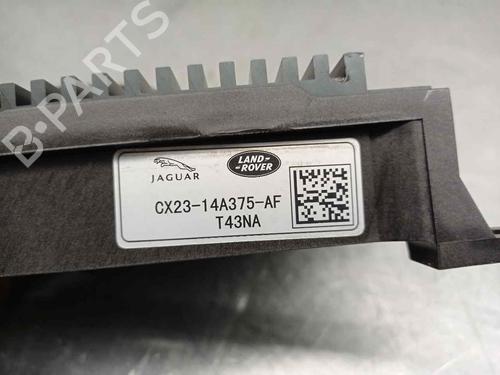 B-PARTS
JAGUAR
LAND-
ROVER
CX23-14A375-AF
T43NA